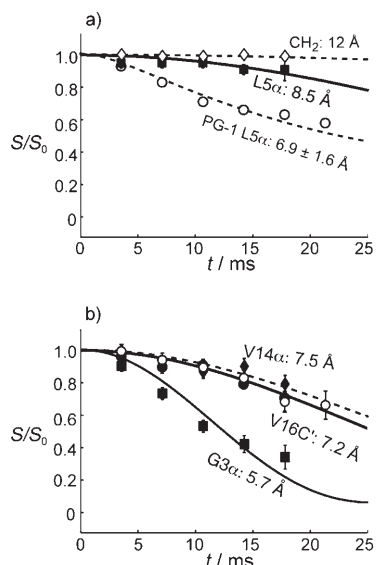 a)
1.0
0.8
0.6
0.4
0.2
0
S/S₀
CH₂: 12 Å
L5α: 8.5 Å
PG-1 L5α: 6.9 ± 1.6 Å
0 5 10 15 20 25
t / ms
b)
1.0
0.8
0.6
0.4
0.2
0
S/S₀
V14α: 7.5 Å
V16C': 7.2 Å
G3α: 5.7 Å
0 5 10 15 20 25
t / ms